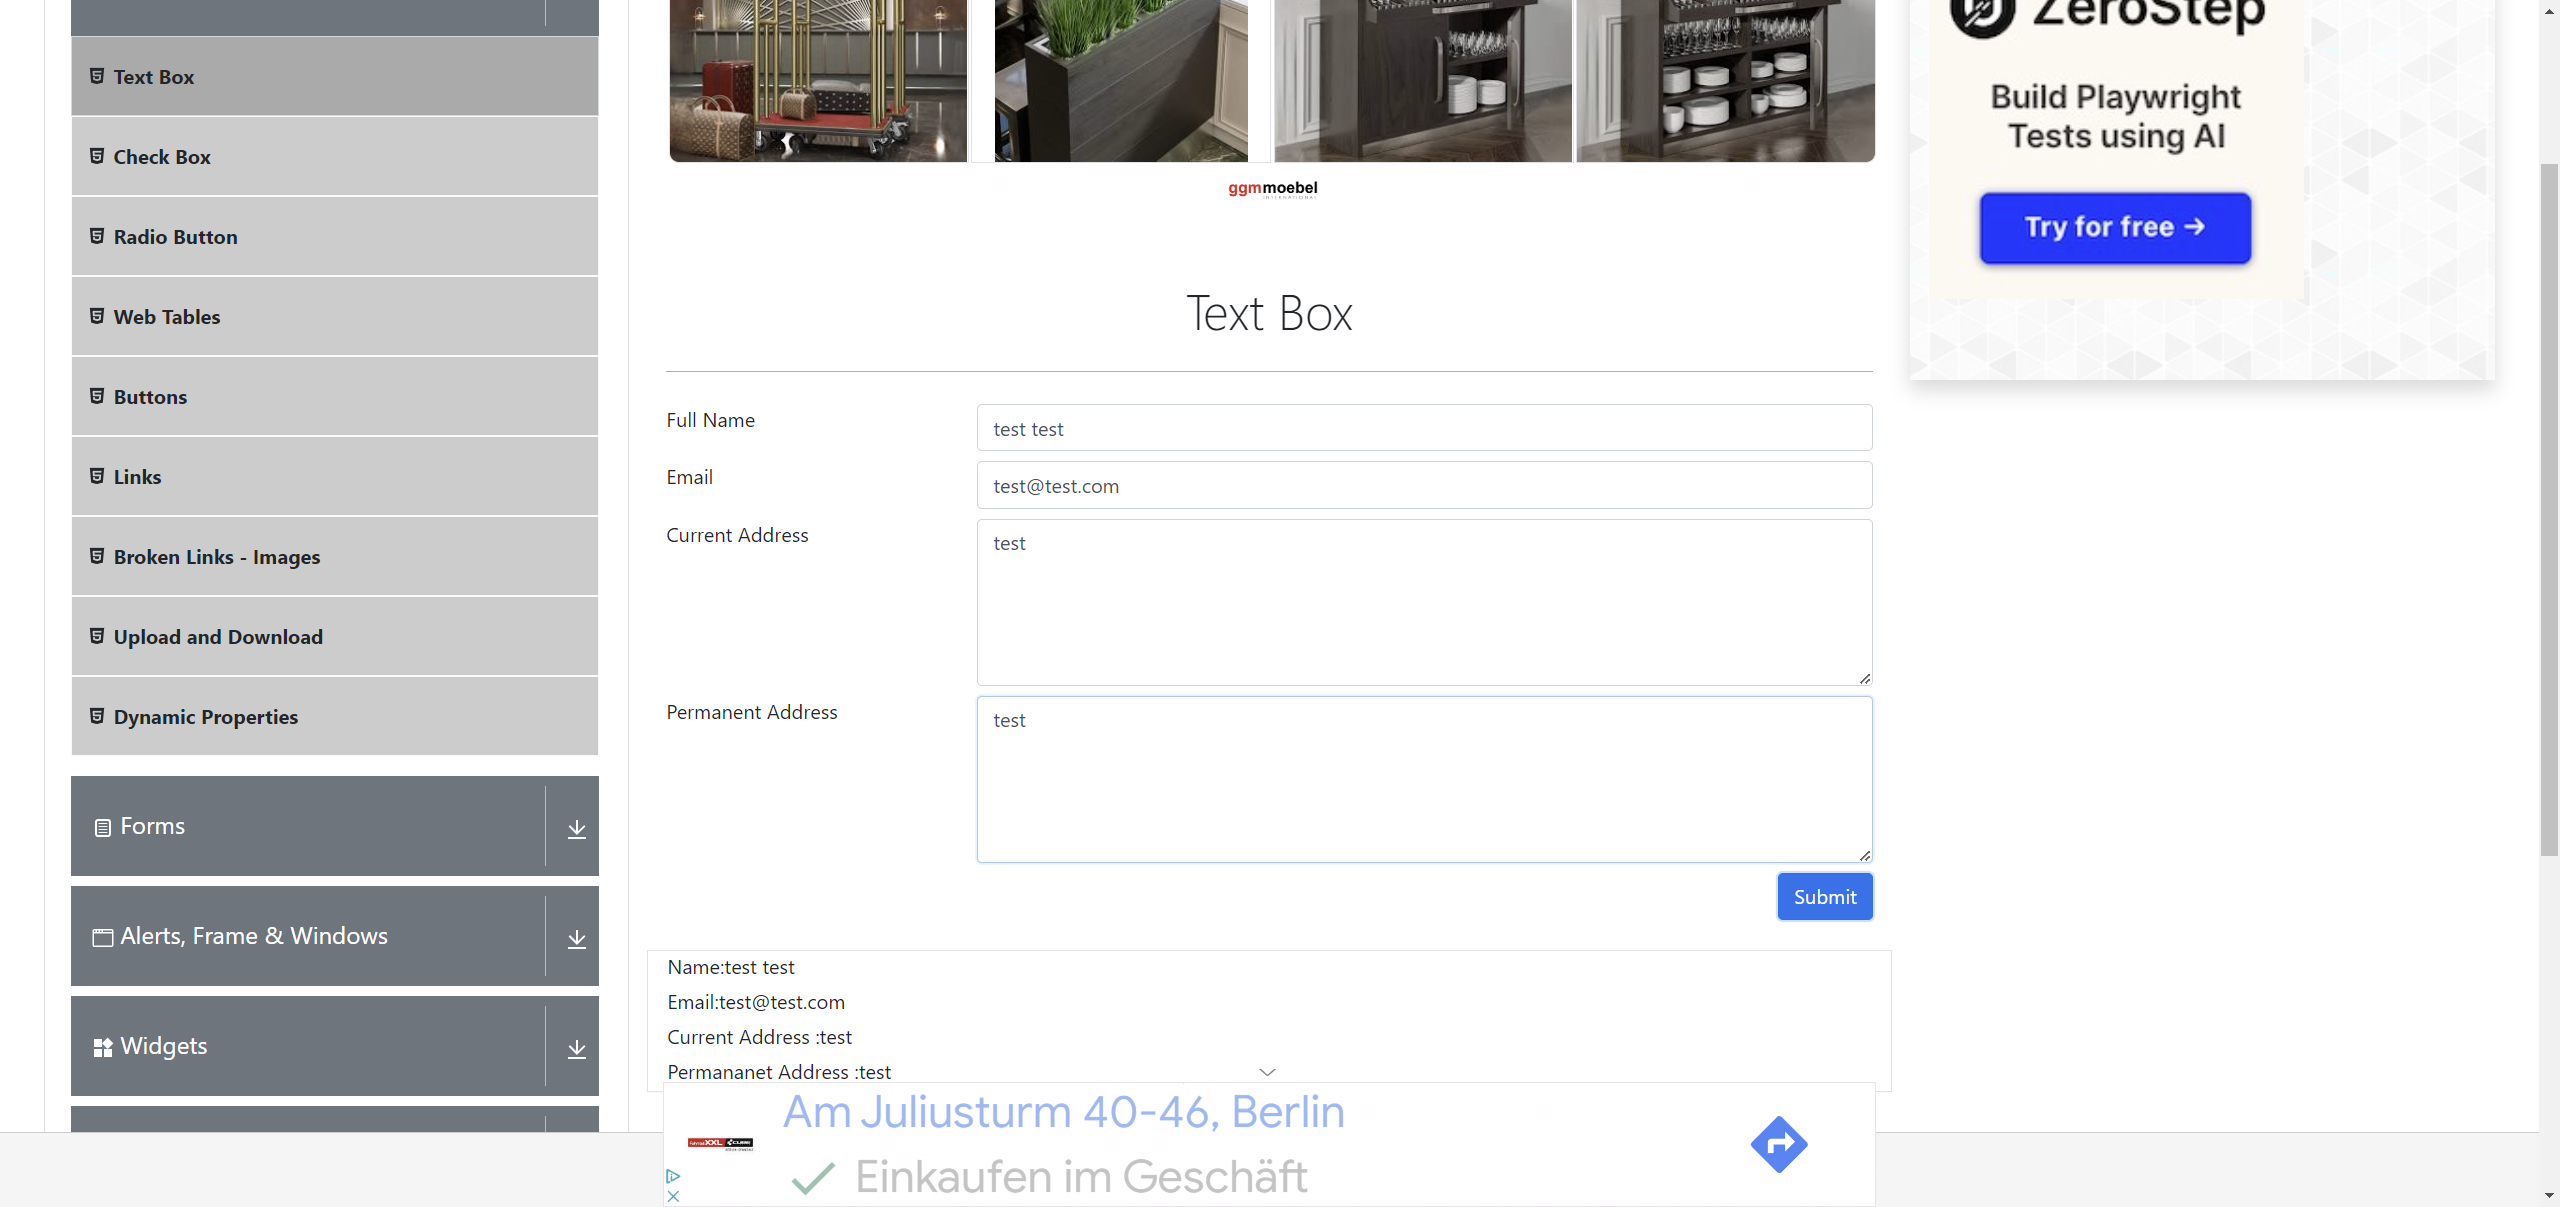 Text Box
Check Box
Radio Button
Web Tables
Buttons
Links
Broken Links - Images
Upload and Download
Dynamic Properties
Forms
Alerts, Frame & Windows
Widgets
ggmmoebel
INTERNATIONAL
Text Box
Full Name
test test
Email
test@test.com
Current Address
test
Permanent Address
test
Submit
Name:test test
Email:test@test.com
Current Address :test
Permananet Address :test
Am Juliusturm 40-46, Berlin
Einkaufen im Geschäft
ZeroStep
Build Playwright
Tests using AI
Try for free →